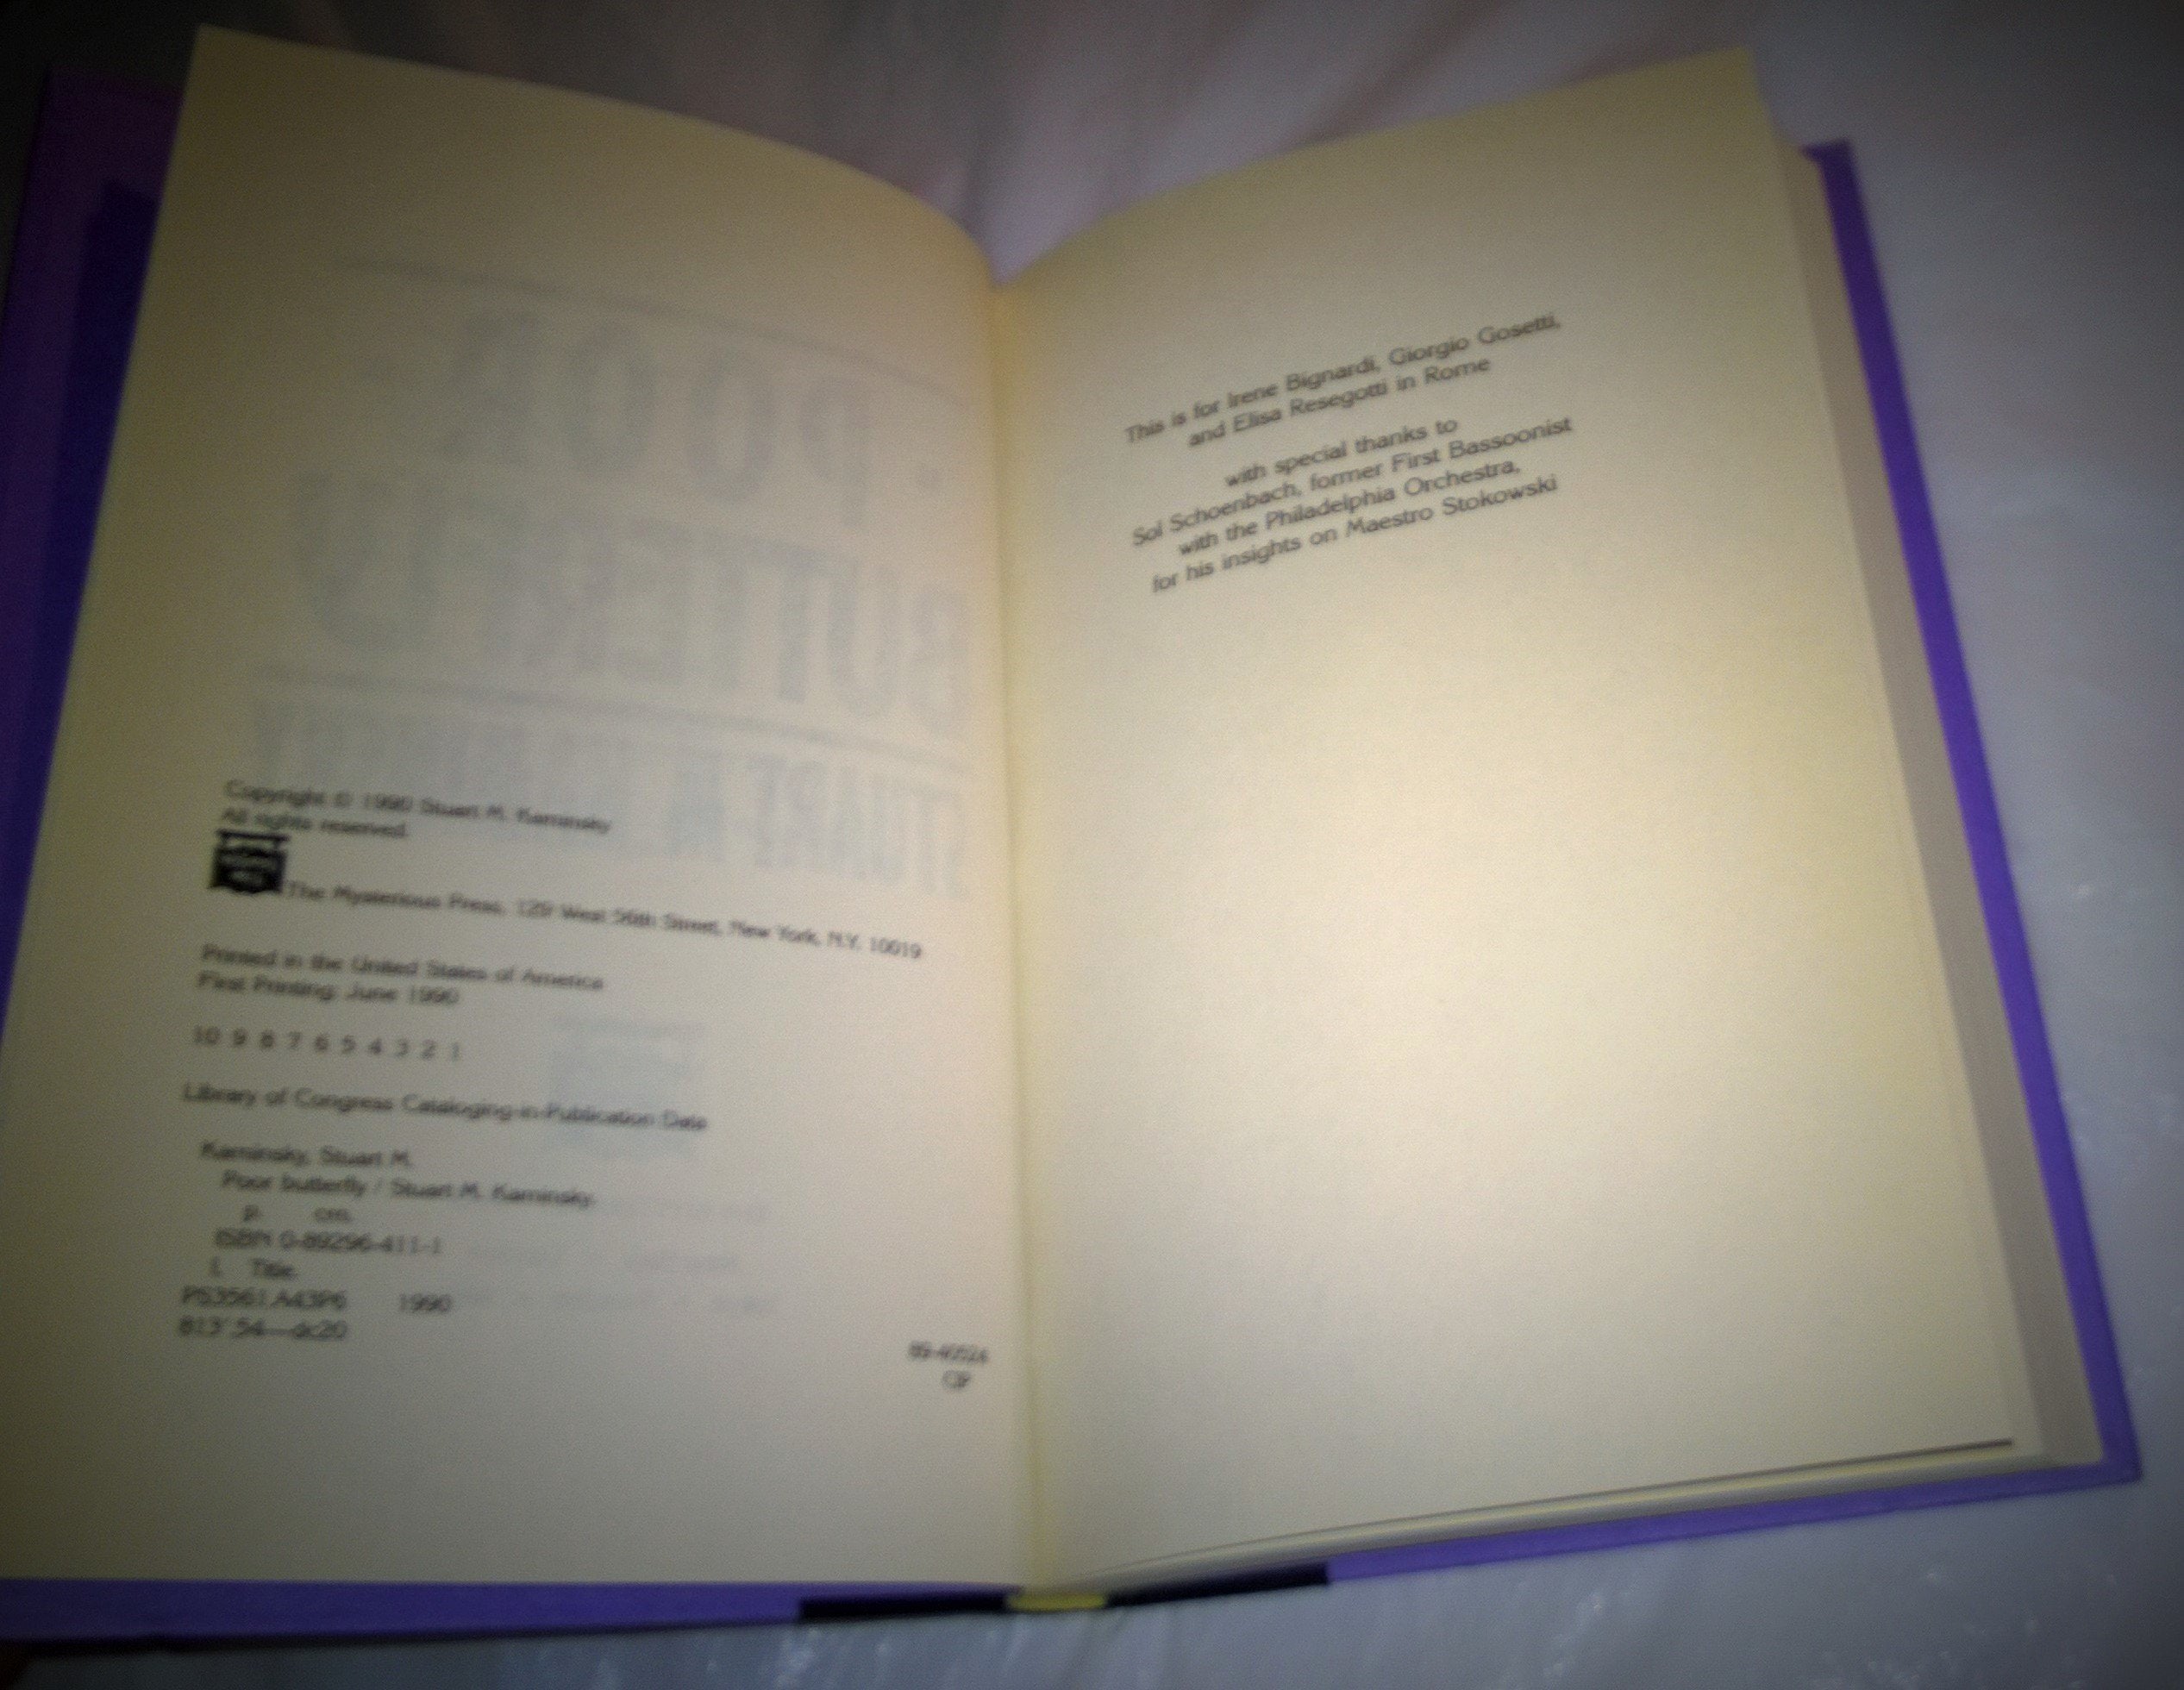 Copyright © 1990 Stuart M. Kaminsky
All rights reserved.
The Mysterious Press, 129 West 56th Street, New York, N.Y. 10019
Printed in the United States of America
First Printing: June 1990
10 9 8 7 6 5 4 3 2 1
Library of Congress Cataloging-in-Publication Data
Kaminsky, Stuart M.
Poor butterfly / Stuart M. Kaminsky.
p. cm.
ISBN 0-89296-411-1
I. Title.
PS3561.A43P6 1990
813'.54—dc20
CIP
This is for Irene Bignardi, Giorgio Gosetti,
and Elisa Resegotti in Rome
with special thanks to
Sol Schoenbach, former First Bassoonist
with the Philadelphia Orchestra,
for his insights on Maestro Stokowski